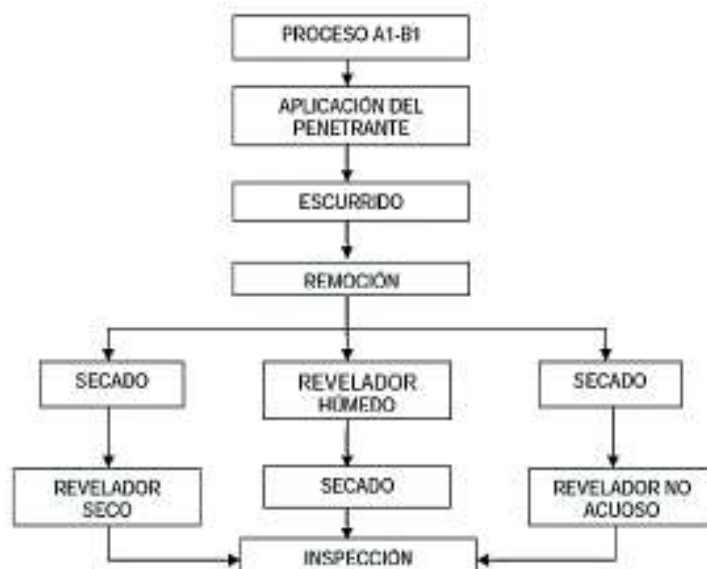 PROCESO A1-B1
APLICACIÓN DEL
PENETRANTE
ESCURRIDO
REMOCIÓN
SECADO
REVELADOR
HÚMEDO
SECADO
REVELADOR
SECO
SECADO
REVELADOR NO
ACUOSO
INSPECCIÓN